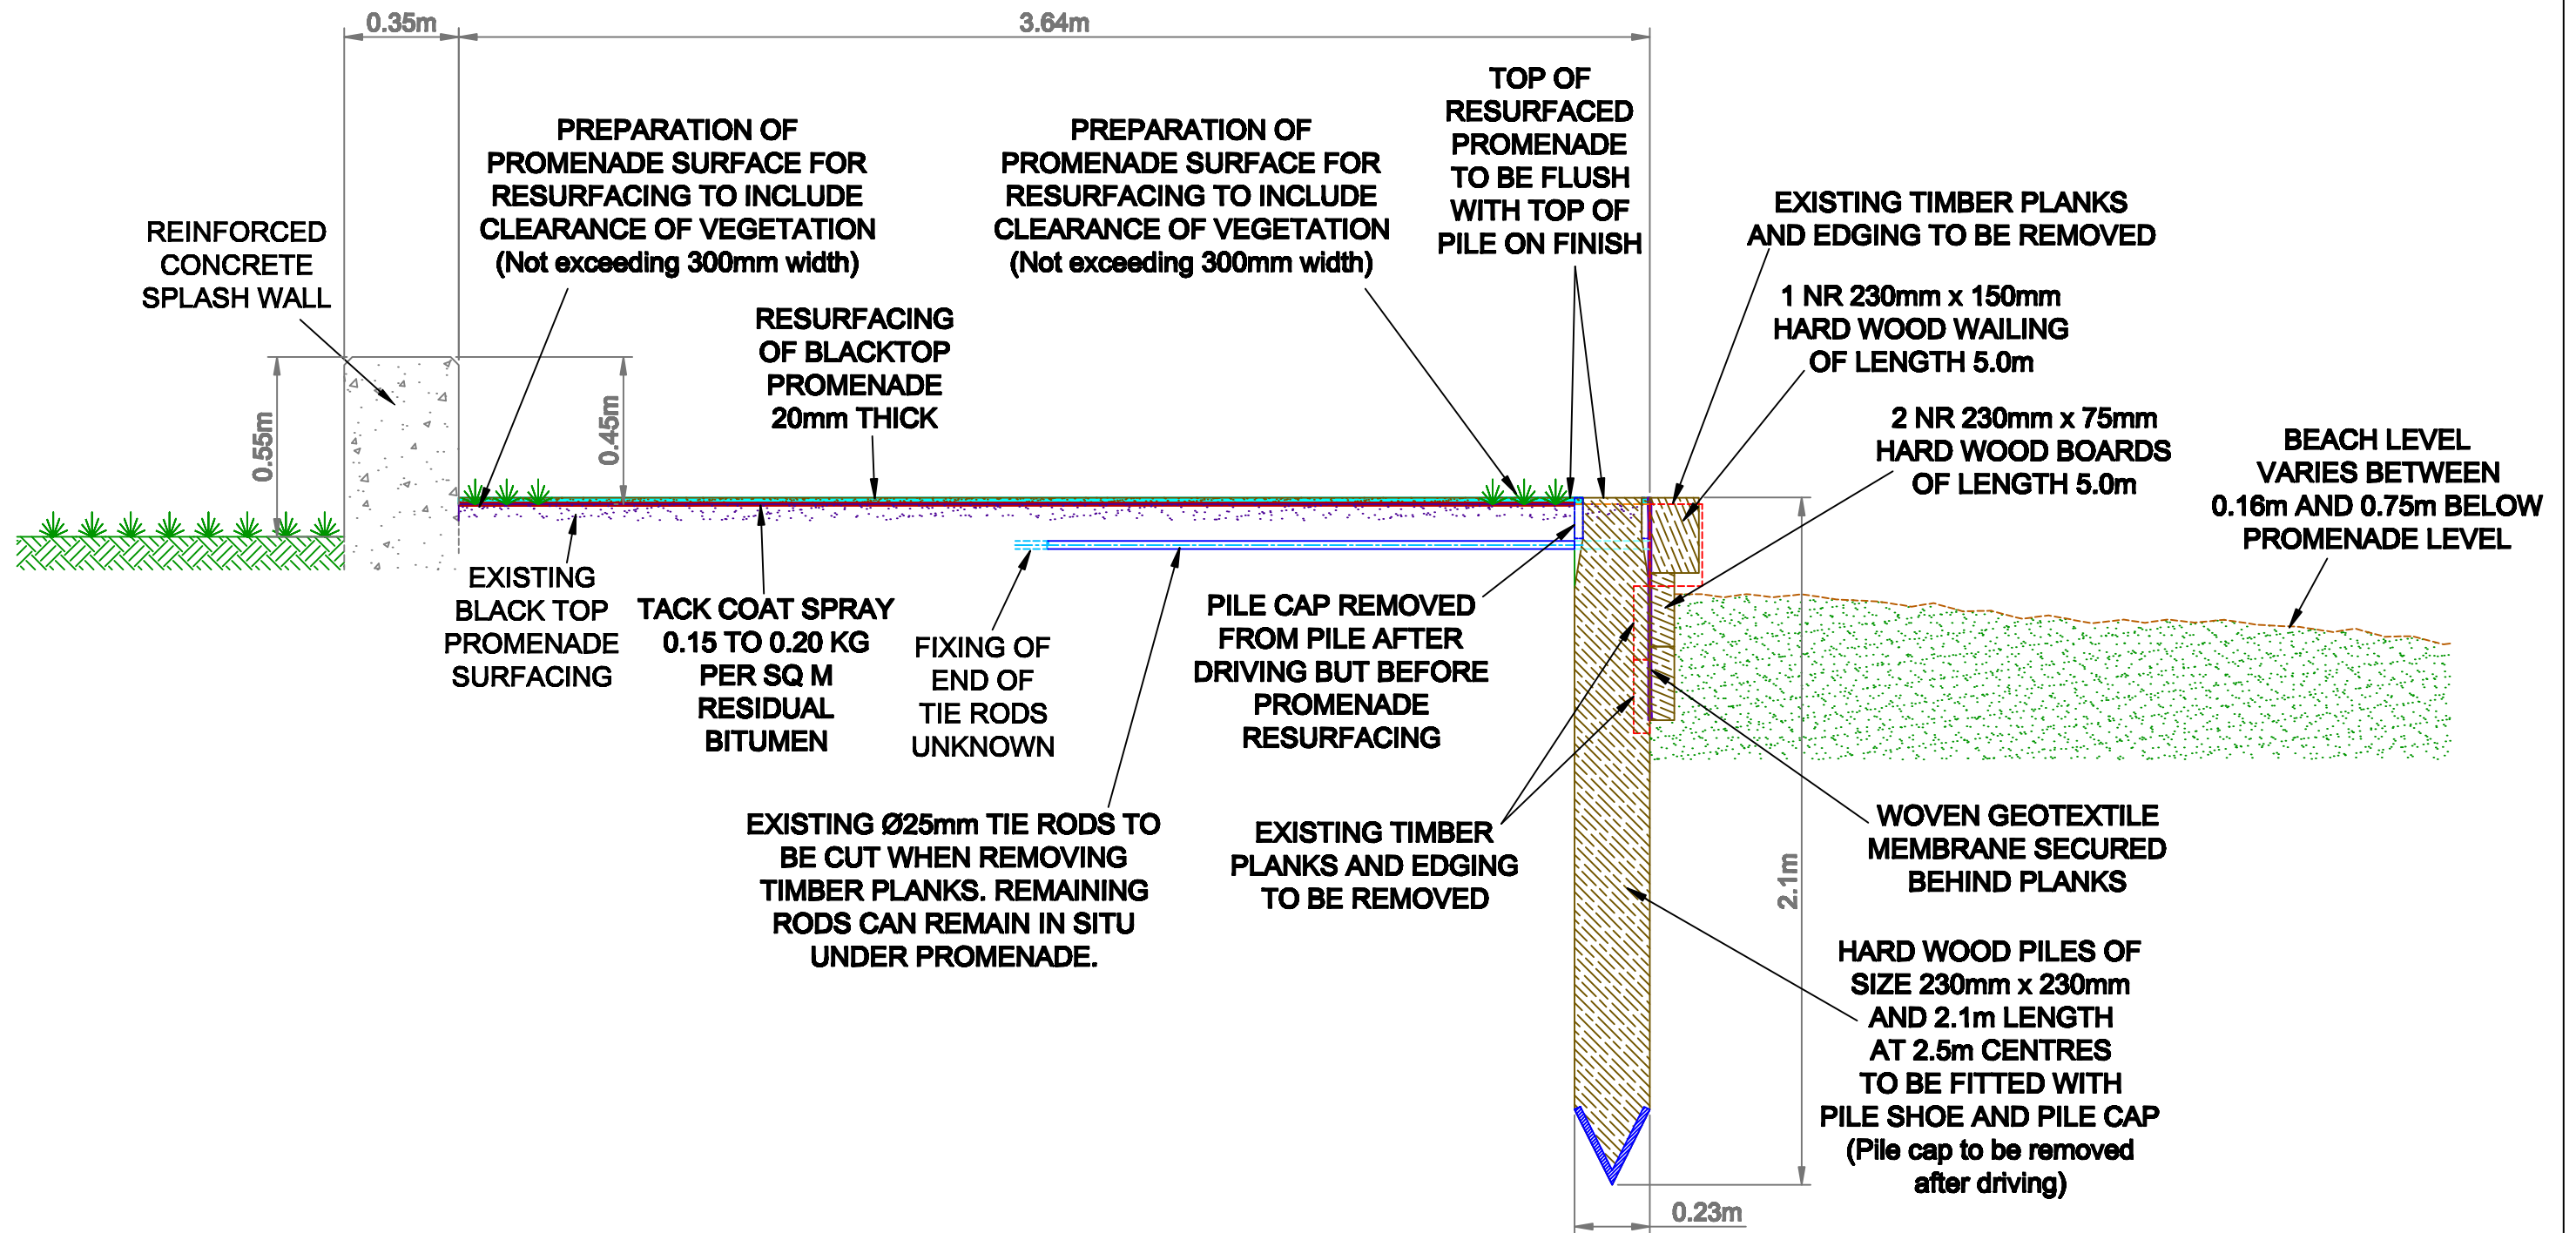 0.35m
3.64m
TOP OF
RESURFACED
PROMENADE
TO BE FLUSH
WITH TOP OF
PILE ON FINISH
PREPARATION OF
PROMENADE SURFACE FOR
RESURFACING TO INCLUDE
CLEARANCE OF VEGETATION
(Not exceeding 300mm width)
PREPARATION OF
PROMENADE SURFACE FOR
RESURFACING TO INCLUDE
CLEARANCE OF VEGETATION
(Not exceeding 300mm width)
EXISTING TIMBER PLANKS
AND EDGING TO BE REMOVED
REINFORCED
CONCRETE
SPLASH WALL
1 NR 230mm x 150mm
HARD WOOD WAILING
OF LENGTH 5.0m
RESURFACING
OF BLACKTOP
PROMENADE
20mm THICK
2 NR 230mm x 75mm
HARD WOOD BOARDS
OF LENGTH 5.0m
BEACH LEVEL
VARIES BETWEEN
0.16m AND 0.75m BELOW
PROMENADE LEVEL
0.55m
0.45m
EXISTING
BLACK TOP
PROMENADE
SURFACING
TACK COAT SPRAY
0.15 TO 0.20 KG
PER SQ M
RESIDUAL
BITUMEN
FIXING OF
END OF
TIE RODS
UNKNOWN
PILE CAP REMOVED
FROM PILE AFTER
DRIVING BUT BEFORE
PROMENADE
RESURFACING
EXISTING Ø25mm TIE RODS TO
BE CUT WHEN REMOVING
TIMBER PLANKS. REMAINING
RODS CAN REMAIN IN SITU
UNDER PROMENADE.
EXISTING TIMBER
PLANKS AND EDGING
TO BE REMOVED
2.1m
WOVEN GEOTEXTILE
MEMBRANE SECURED
BEHIND PLANKS
HARD WOOD PILES OF
SIZE 230mm x 230mm
AND 2.1m LENGTH
AT 2.5m CENTRES
TO BE FITTED WITH
PILE SHOE AND PILE CAP
(Pile cap to be removed
after driving)
0.23m